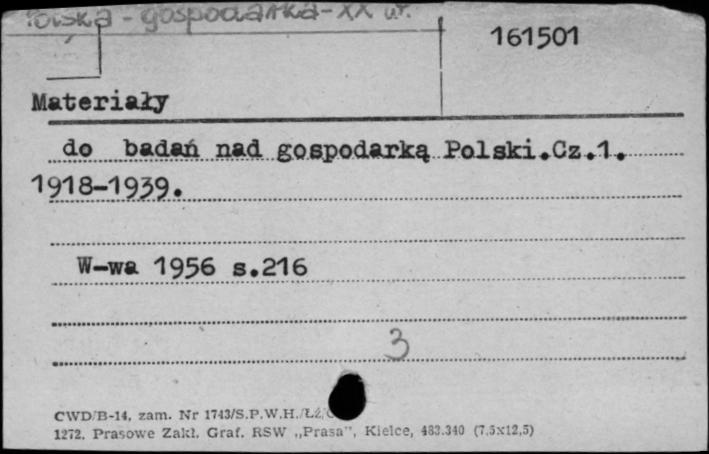 Polska - gospodarka - XX w.
161501
Materiały
do badań nad gospodarką Polski.Cz.1.
1918-1939.
W-wa 1956 s.216
3
CWD/B-14, zam. Nr 1743/S.P.W.H./Łź/
1272. Prasowe Zakł. Graf. RSW „Prasa", Kielce, 483.340 (7,5x12,5)